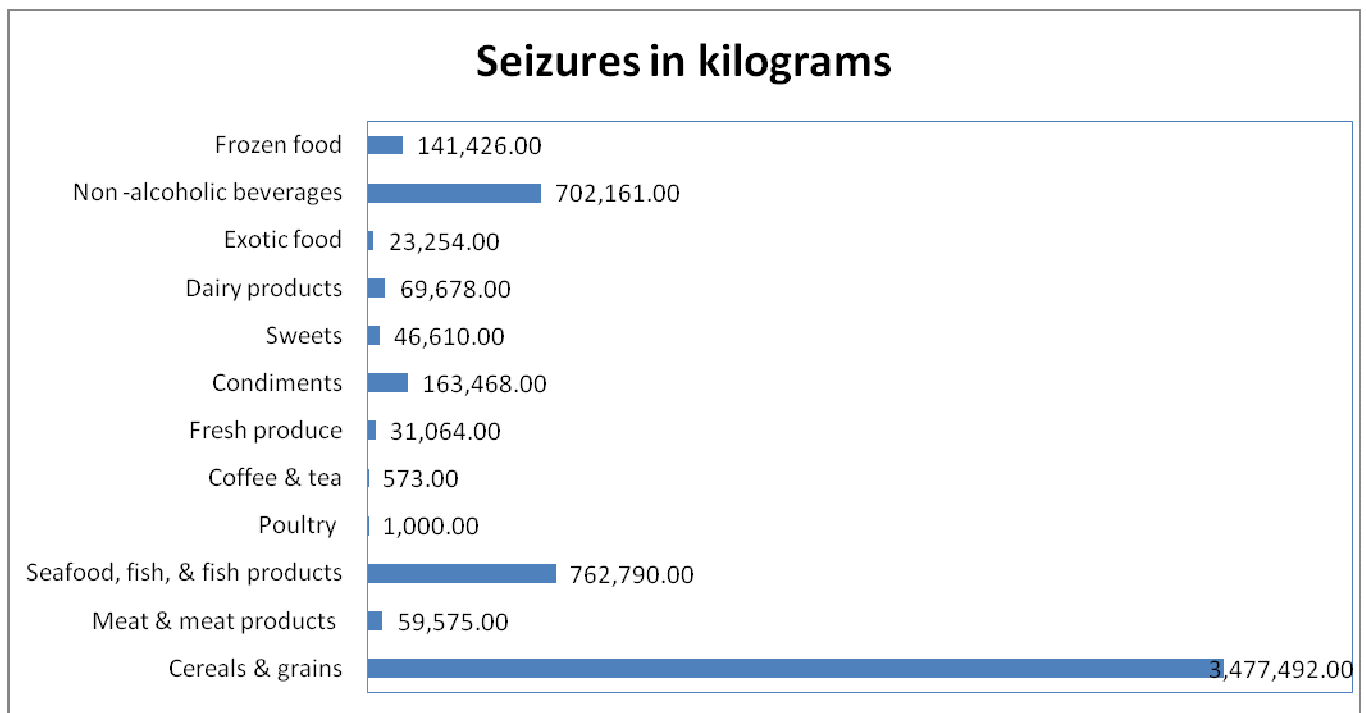 Seizures in kilograms
Frozen food 141,426.00
Non -alcoholic beverages 702,161.00
Exotic food 23,254.00
Dairy products 69,678.00
Sweets 46,610.00
Condiments 163,468.00
Fresh produce 31,064.00
Coffee & tea 573.00
Poultry 1,000.00
Seafood, fish, & fish products 762,790.00
Meat & meat products 59,575.00
Cereals & grains 3,477,492.00